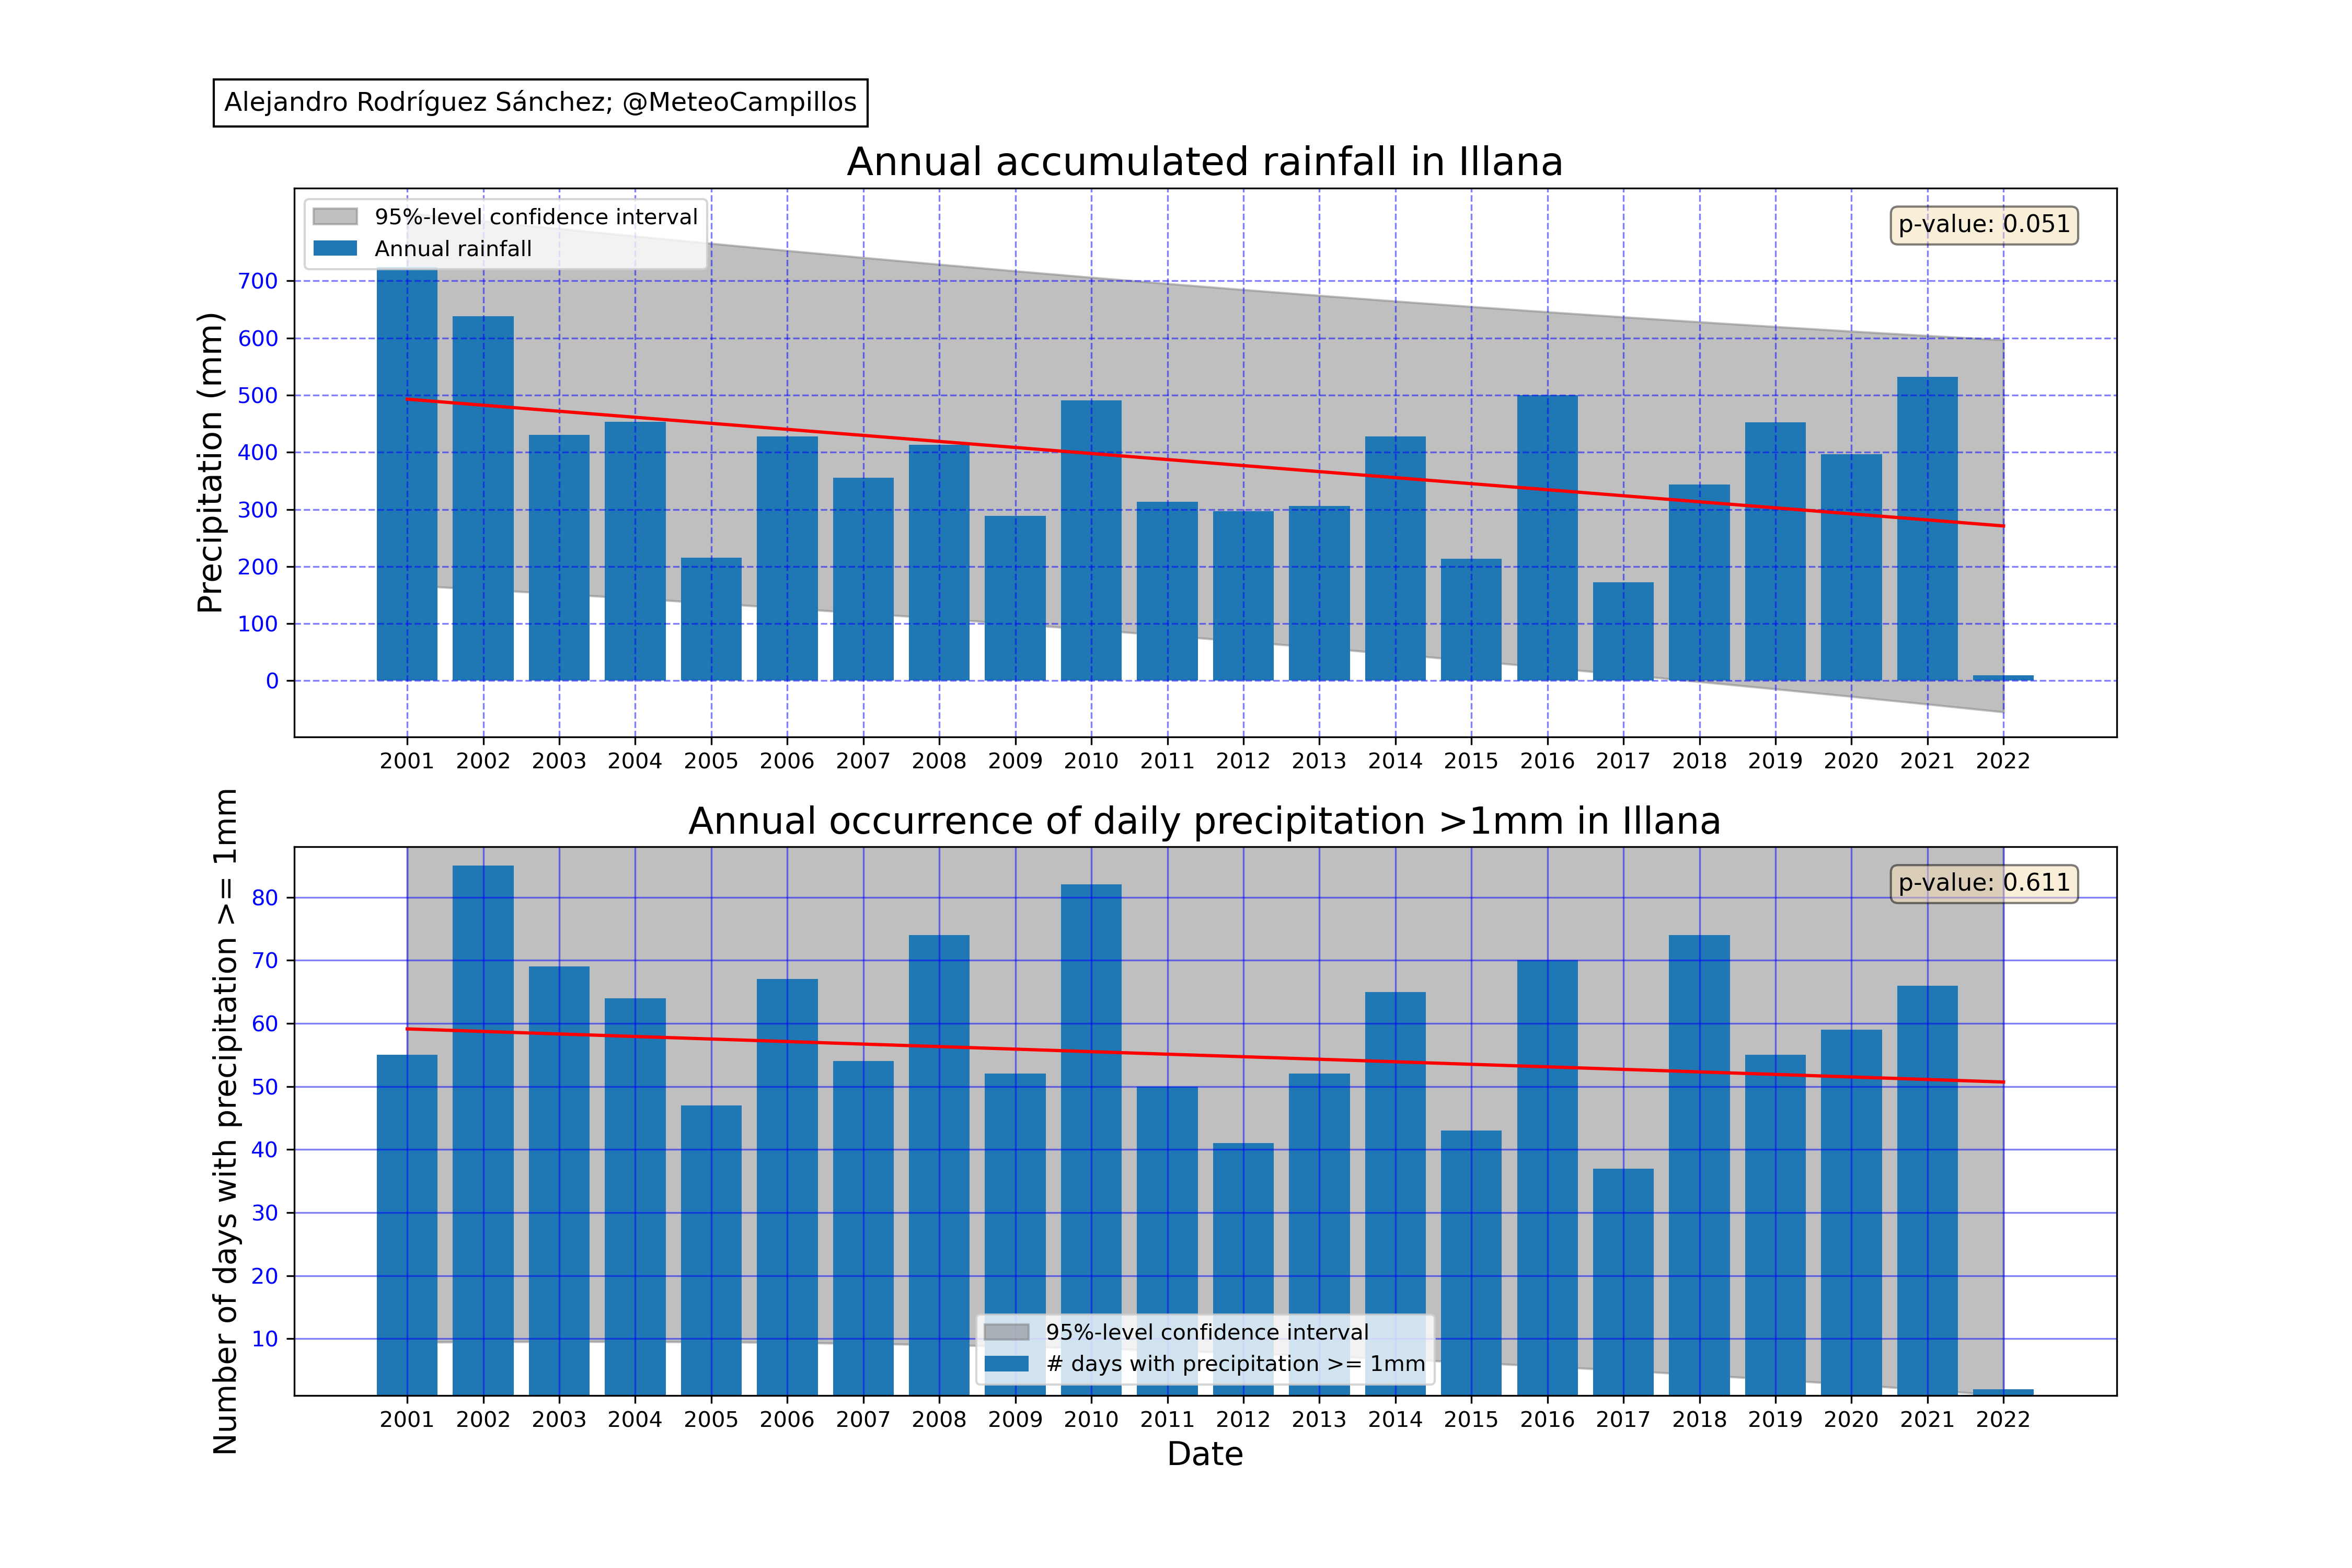 Alejandro Rodríguez Sánchez; @MeteoCampillos
Annual accumulated rainfall in Illana
95%-level confidence interval
Annual rainfall
p-value: 0.051
Precipitation (mm)
700
600
500
400
300
200
100
0
2001 2002 2003 2004 2005 2006 2007 2008 2009 2010 2011 2012 2013 2014 2015 2016 2017 2018 2019 2020 2021 2022
Annual occurrence of daily precipitation >1mm in Illana
p-value: 0.611
Number of days with precipitation >= 1mm
80
70
60
50
40
30
20
10
95%-level confidence interval
# days with precipitation >= 1mm
2001 2002 2003 2004 2005 2006 2007 2008 2009 2010 2011 2012 2013 2014 2015 2016 2017 2018 2019 2020 2021 2022
Date